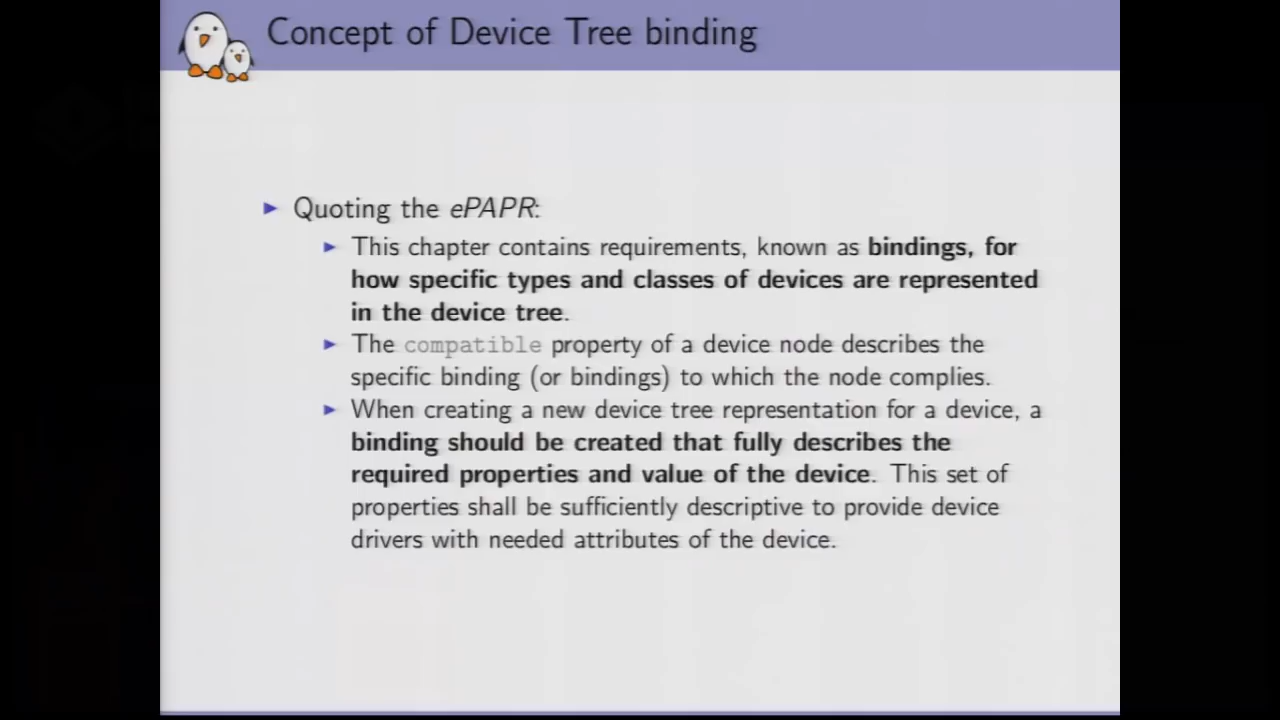 Concept of Device Tree binding
Quoting the ePAPR:
This chapter contains requirements, known as bindings, for
how specific types and classes of devices are represented
in the device tree.
The compatible property of a device node describes the
specific binding (or bindings) to which the node complies.
When creating a new device tree representation for a device, a
binding should be created that fully describes the
required properties and value of the device. This set of
properties shall be sufficiently descriptive to provide device
drivers with needed attributes of the device.